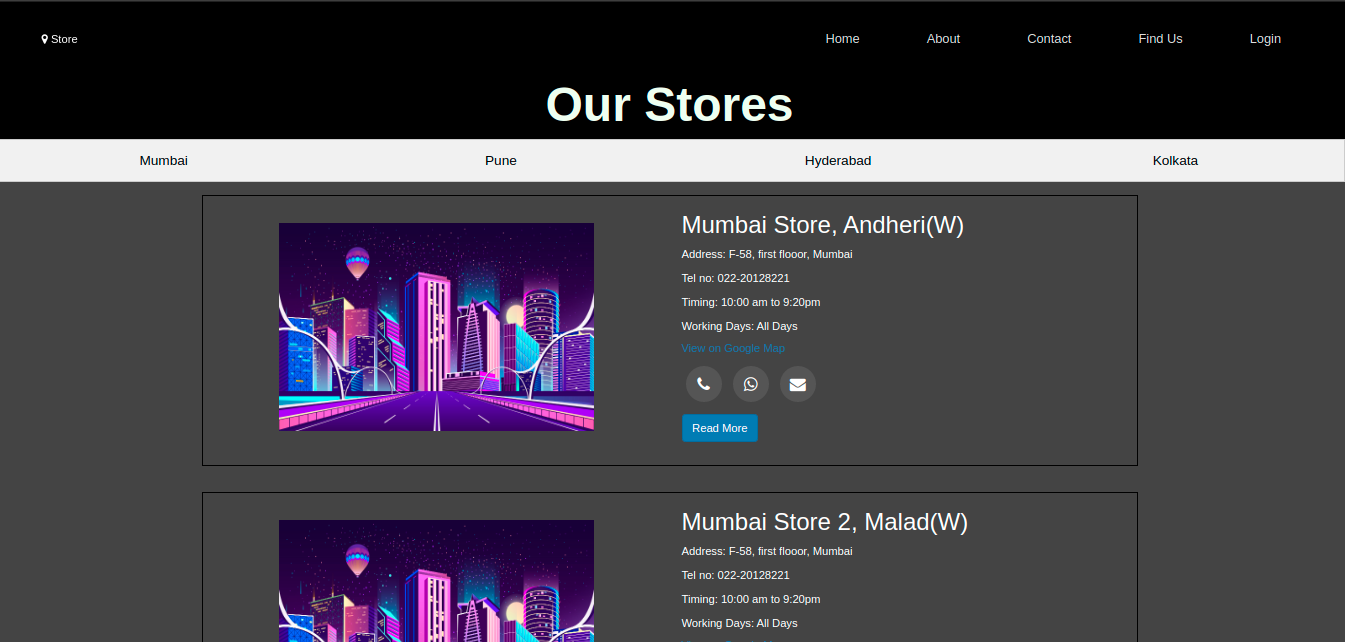 Store
Home
About
Contact
Find Us
Login
Our Stores
Mumbai
Pune
Hyderabad
Kolkata
Mumbai Store, Andheri(W)
Address: F-58, first flooor, Mumbai
Tel no: 022-20128221
Timing: 10:00 am to 9:20pm
Working Days: All Days
View on Google Map
Read More
Mumbai Store 2, Malad(W)
Address: F-58, first flooor, Mumbai
Tel no: 022-20128221
Timing: 10:00 am to 9:20pm
Working Days: All Days